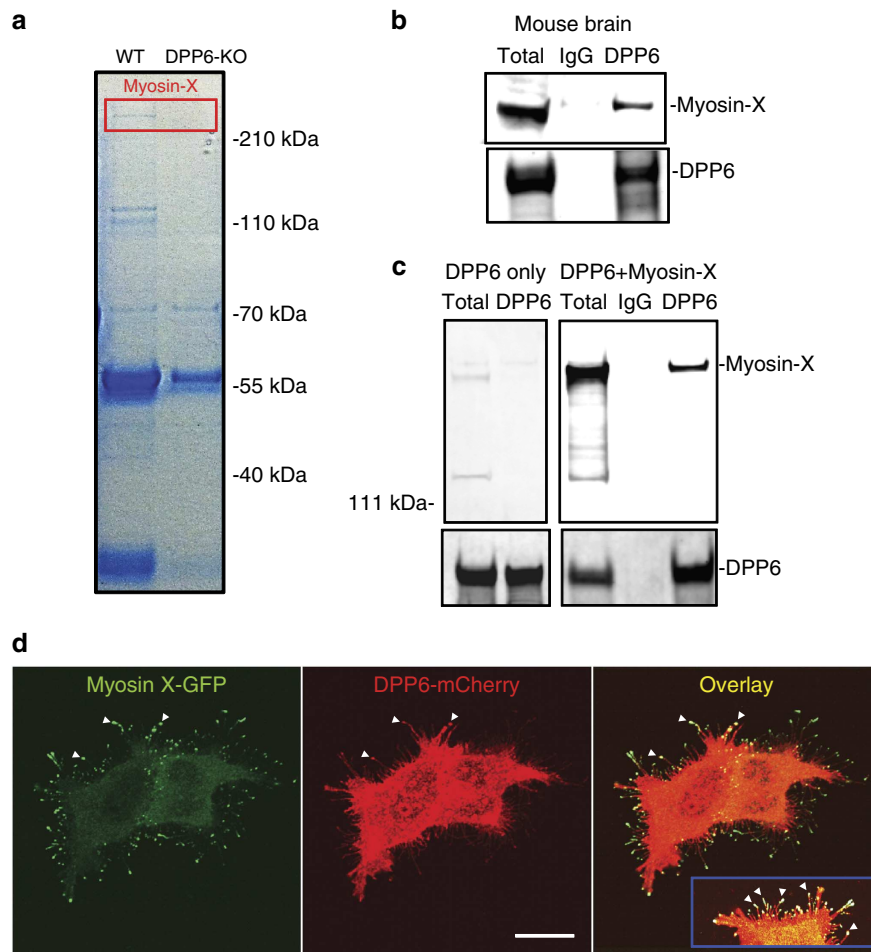 a
WT DPP6-KO
Myosin-X
-210 kDa
-110 kDa
-70 kDa
-55 kDa
-40 kDa
b
Mouse brain
Total IgG DPP6
-Myosin-X
-DPP6
c
DPP6 only DPP6+Myosin-X
Total DPP6 Total IgG DPP6
-Myosin-X
111 kDa-
-DPP6
d
Myosin X-GFP DPP6-mCherry Overlay